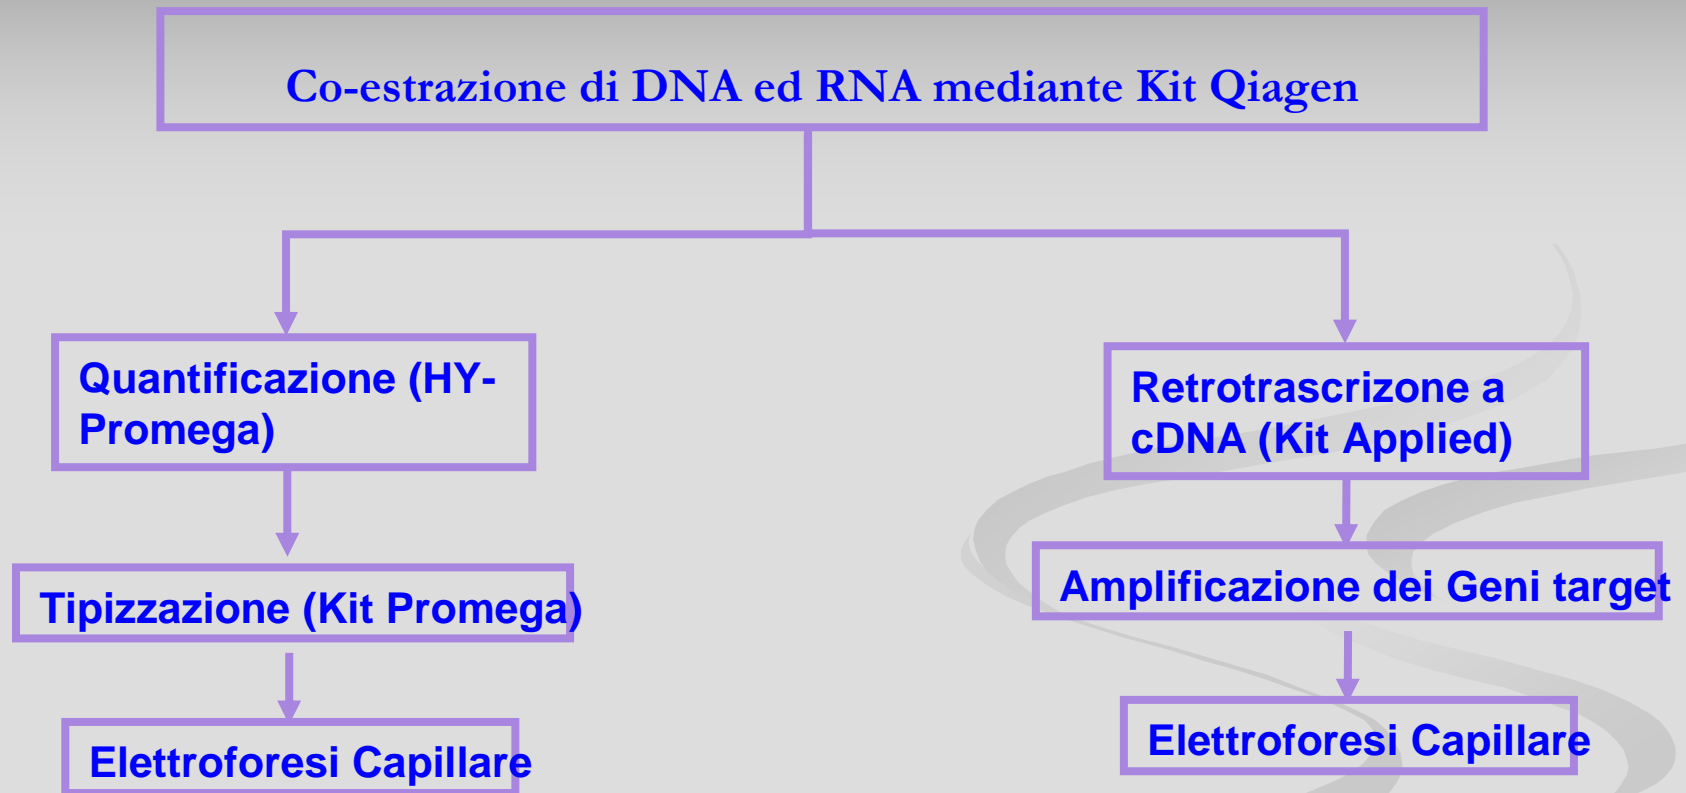 Co-estrazione di DNA ed RNA mediante Kit Qiagen
Quantificazione (HY-
Promega)
Tipizzazione (Kit Promega)
Elettroforesi Capillare
Retrotrascrizone a
cDNA (Kit Applied)
Amplificazione dei Geni target
Elettroforesi Capillare